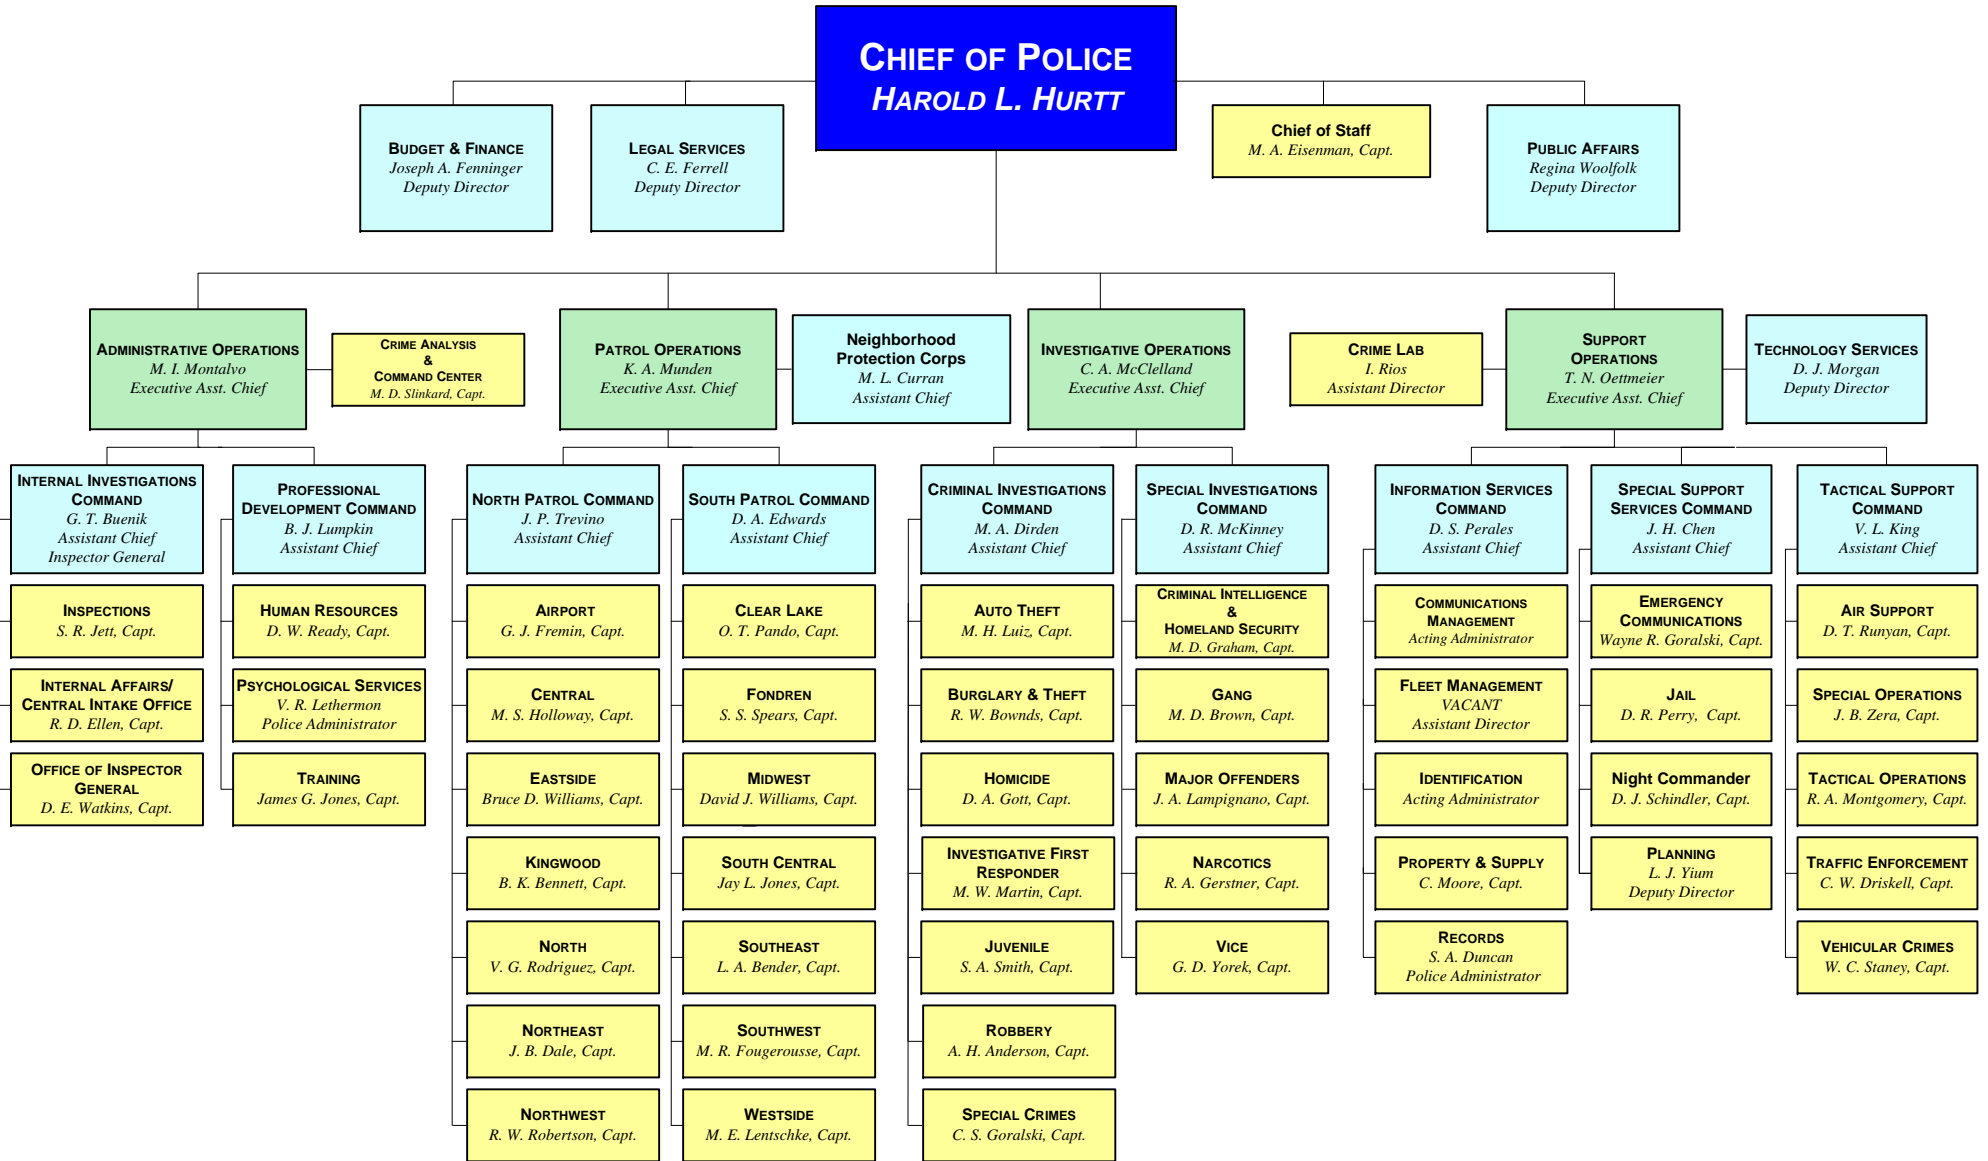 CHIEF OF POLICE
HAROLD L. HURTT
BUDGET & FINANCE
Joseph A. Fenninger
Deputy Director
LEGAL SERVICES
C. E. Ferrell
Deputy Director
Chief of Staff
M. A. Eisenman, Capt.
PUBLIC AFFAIRS
Regina Woolfolk
Deputy Director
ADMINISTRATIVE OPERATIONS
M. I. Montalvo
Executive Asst. Chief
CRIME ANALYSIS
&
COMMAND CENTER
M. D. Slinkard, Capt.
PATROL OPERATIONS
K. A. Munden
Executive Asst. Chief
Neighborhood
Protection Corps
M. L. Curran
Assistant Chief
INVESTIGATIVE OPERATIONS
C. A. McClelland
Executive Asst. Chief
CRIME LAB
I. Rios
Assistant Director
SUPPORT
OPERATIONS
T. N. Oettmeier
Executive Asst. Chief
TECHNOLOGY SERVICES
D. J. Morgan
Deputy Director
INTERNAL INVESTIGATIONS
COMMAND
G. T. Buenik
Assistant Chief
Inspector General
INSPECTIONS
S. R. Jett, Capt.
INTERNAL AFFAIRS/
CENTRAL INTAKE OFFICE
R. D. Ellen, Capt.
OFFICE OF INSPECTOR
GENERAL
D. E. Watkins, Capt.
PROFESSIONAL
DEVELOPMENT COMMAND
B. J. Lumpkin
Assistant Chief
HUMAN RESOURCES
D. W. Ready, Capt.
PSYCHOLOGICAL SERVICES
V. R. Lethermon
Police Administrator
TRAINING
James G. Jones, Capt.
NORTH PATROL COMMAND
J. P. Trevino
Assistant Chief
AIRPORT
G. J. Fremin, Capt.
CENTRAL
M. S. Holloway, Capt.
EASTSIDE
Bruce D. Williams, Capt.
KINGWOOD
B. K. Bennett, Capt.
NORTH
V. G. Rodriguez, Capt.
NORTHEAST
J. B. Dale, Capt.
NORTHWEST
R. W. Robertson, Capt.
SOUTH PATROL COMMAND
D. A. Edwards
Assistant Chief
CLEAR LAKE
O. T. Pando, Capt.
FONDREN
S. S. Spears, Capt.
MIDWEST
David J. Williams, Capt.
SOUTH CENTRAL
Jay L. Jones, Capt.
SOUTHEAST
L. A. Bender, Capt.
SOUTHWEST
M. R. Fougerousse, Capt.
WESTSIDE
M. E. Lentschke, Capt.
CRIMINAL INVESTIGATIONS
COMMAND
M. A. Dirden
Assistant Chief
AUTO THEFT
M. H. Luiz, Capt.
BURGLARY & THEFT
R. W. Bownds, Capt.
HOMICIDE
D. A. Gott, Capt.
INVESTIGATIVE FIRST
RESPONDER
M. W. Martin, Capt.
JUVENILE
S. A. Smith, Capt.
ROBBERY
A. H. Anderson, Capt.
SPECIAL CRIMES
C. S. Goralski, Capt.
SPECIAL INVESTIGATIONS
COMMAND
D. R. McKinney
Assistant Chief
CRIMINAL INTELLIGENCE
&
HOMELAND SECURITY
M. D. Graham, Capt.
GANG
M. D. Brown, Capt.
MAJOR OFFENDERS
J. A. Lampignano, Capt.
NARCOTICS
R. A. Gerstner, Capt.
VICE
G. D. Yorek, Capt.
INFORMATION SERVICES
COMMAND
D. S. Perales
Assistant Chief
COMMUNICATIONS
MANAGEMENT
Acting Administrator
FLEET MANAGEMENT
VACANT
Assistant Director
IDENTIFICATION
Acting Administrator
PROPERTY & SUPPLY
C. Moore, Capt.
RECORDS
S. A. Duncan
Police Administrator
SPECIAL SUPPORT
SERVICES COMMAND
J. H. Chen
Assistant Chief
EMERGENCY
COMMUNICATIONS
Wayne R. Goralski, Capt.
JAIL
D. R. Perry, Capt.
Night Commander
D. J. Schindler, Capt.
PLANNING
L. J. Yium
Deputy Director
TACTICAL SUPPORT
COMMAND
V. L. King
Assistant Chief
AIR SUPPORT
D. T. Runyan, Capt.
SPECIAL OPERATIONS
J. B. Zera, Capt.
TACTICAL OPERATIONS
R. A. Montgomery, Capt.
TRAFFIC ENFORCEMENT
C. W. Driskell, Capt.
VEHICULAR CRIMES
W. C. Staney, Capt.